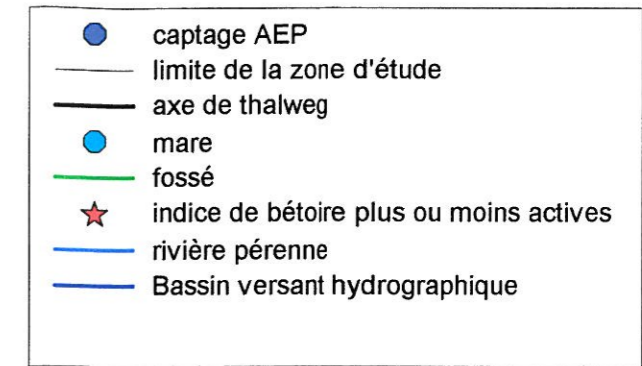 captage AEP
limite de la zone d'étude
axe de thalweg
mare
fossé
indice de bétoire plus ou moins actives
rivière pérenne
Bassin versant hydrographique